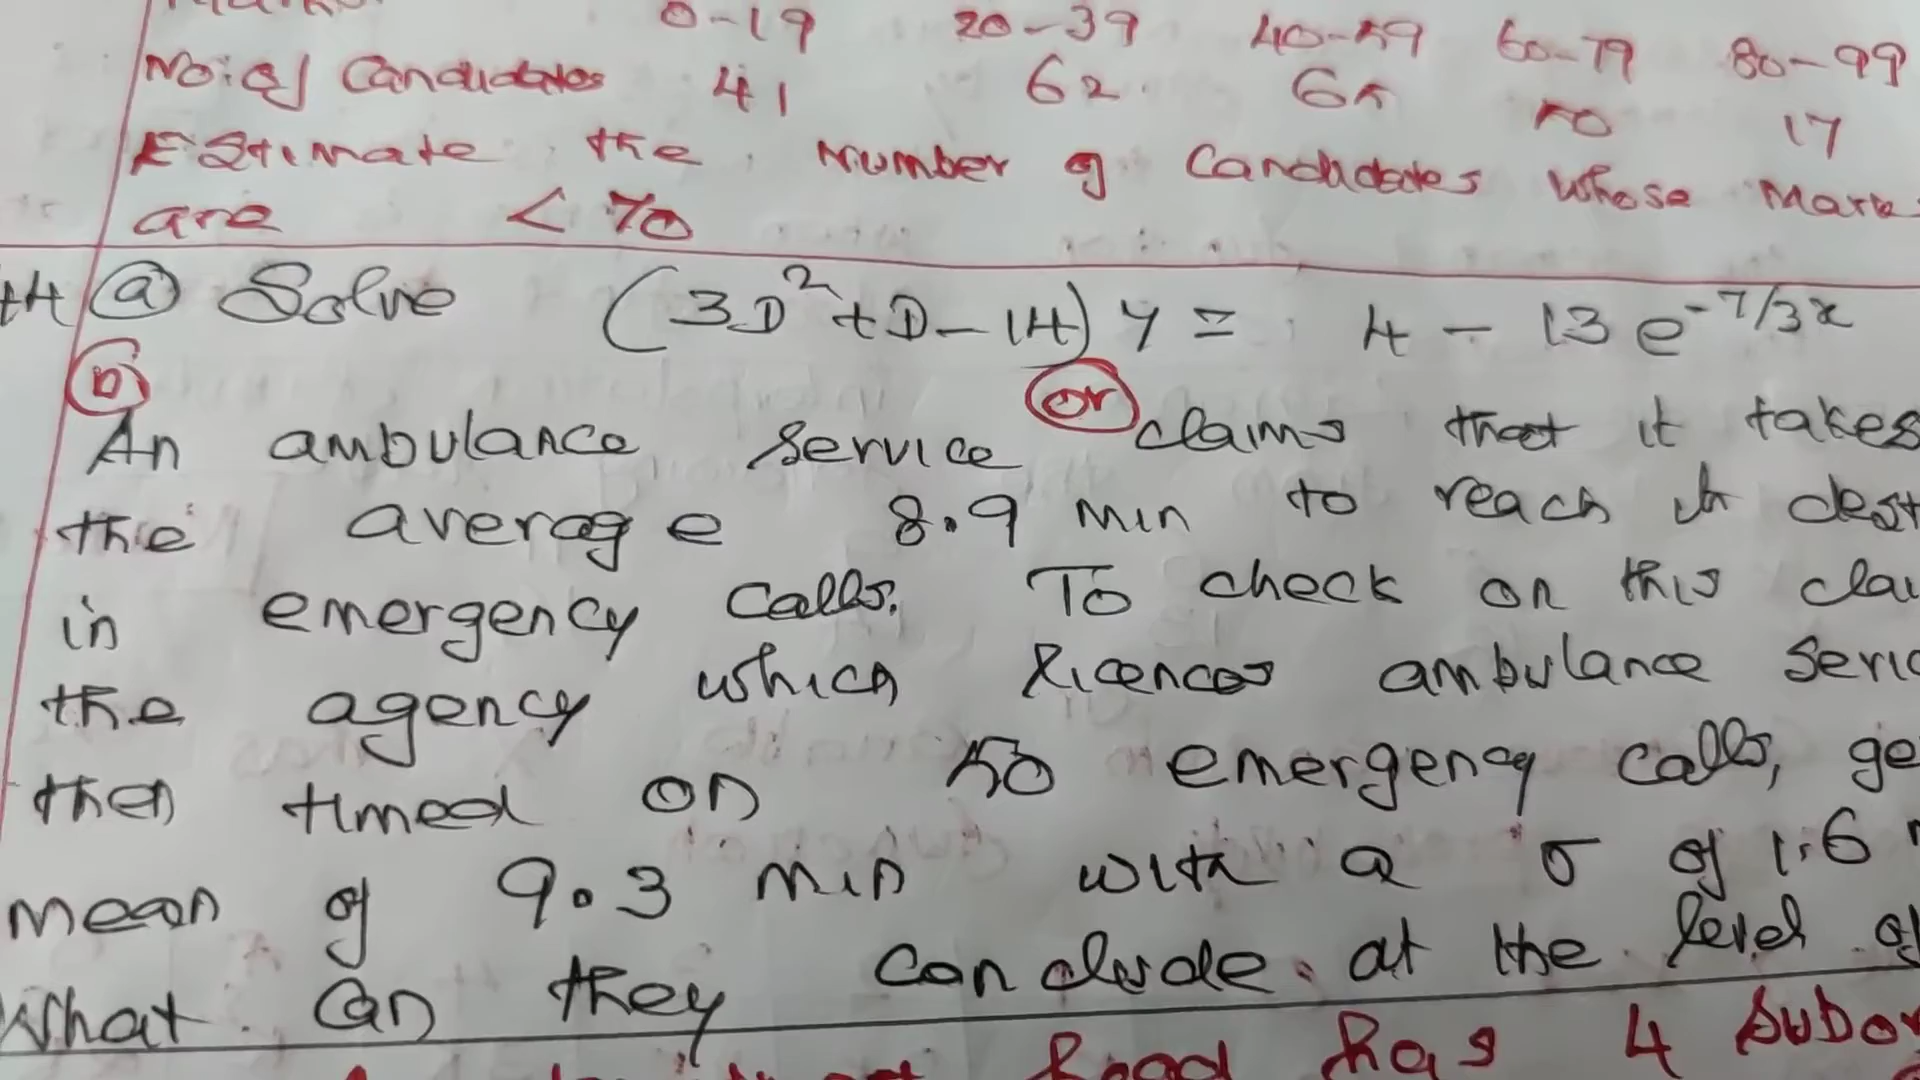 0-19 20-39 40-59 60-79 80-99
No: of Candidates 41 62 65 50 17
Estimate the Number of Candidates whose Mark
are < 70
(a) Solve (3D²+D-14) y = 4 - 13 e^-7/3x
(b) (or)
An ambulance service claims that it takes
the average 8.9 min to reach dest
in emergency calls. To check on this clai
the agency which licences ambulance
then timed on 50 emergency calls, ge
mean of 9.3 min with a σ of 1.6
What can they conclude at the level of
has 4